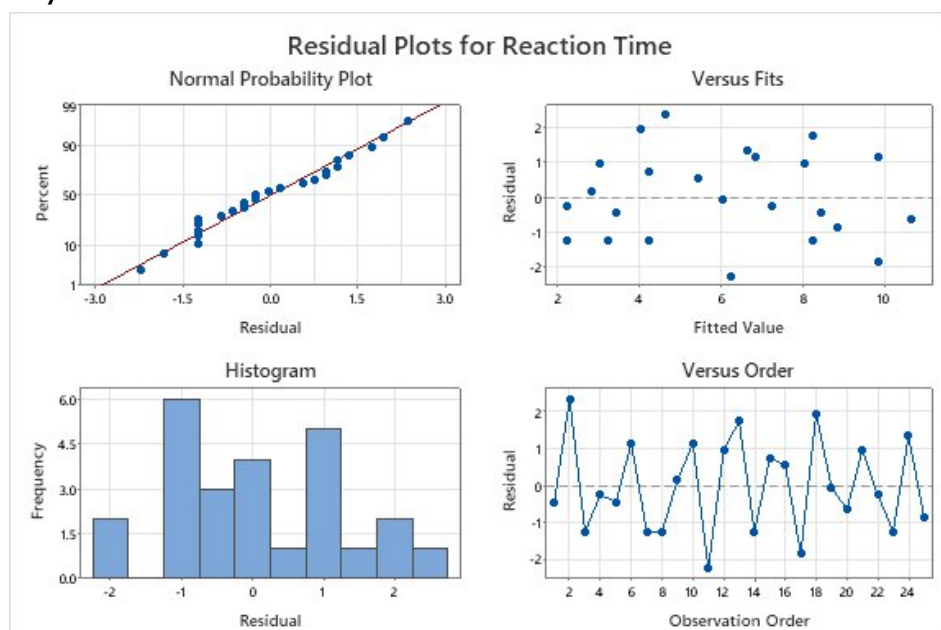 Residual Plots for Reaction Time
Normal Probability Plot
99
90
50
10
1
Percent
-3.0 -1.5 0.0 1.5 3.0
Residual
Versus Fits
2
1
0
-1
-2
Residual
2 4 6 8 10
Fitted Value
Histogram
6.0
4.5
3.0
1.5
0.0
Frequency
-2 -1 0 1 2
Residual
Versus Order
2
1
0
-1
-2
Residual
2 4 6 8 10 12 14 16 18 20 22 24
Observation Order